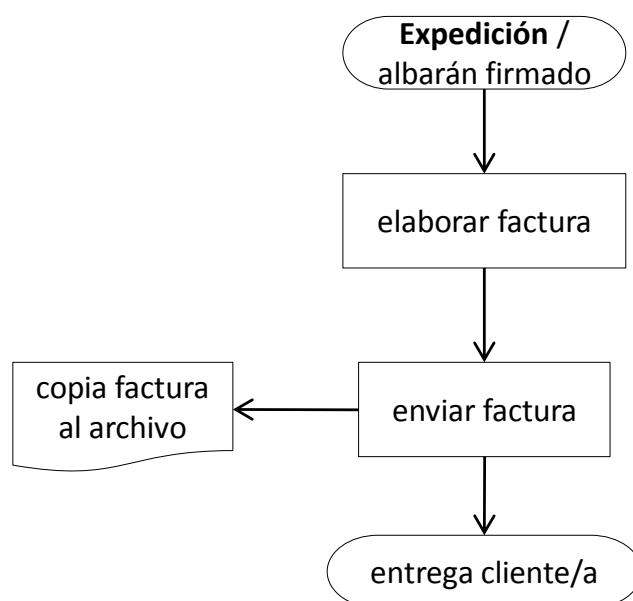 Expedición /
albarán firmado
elaborar factura
copia factura
al archivo
enviar factura
entrega cliente/a